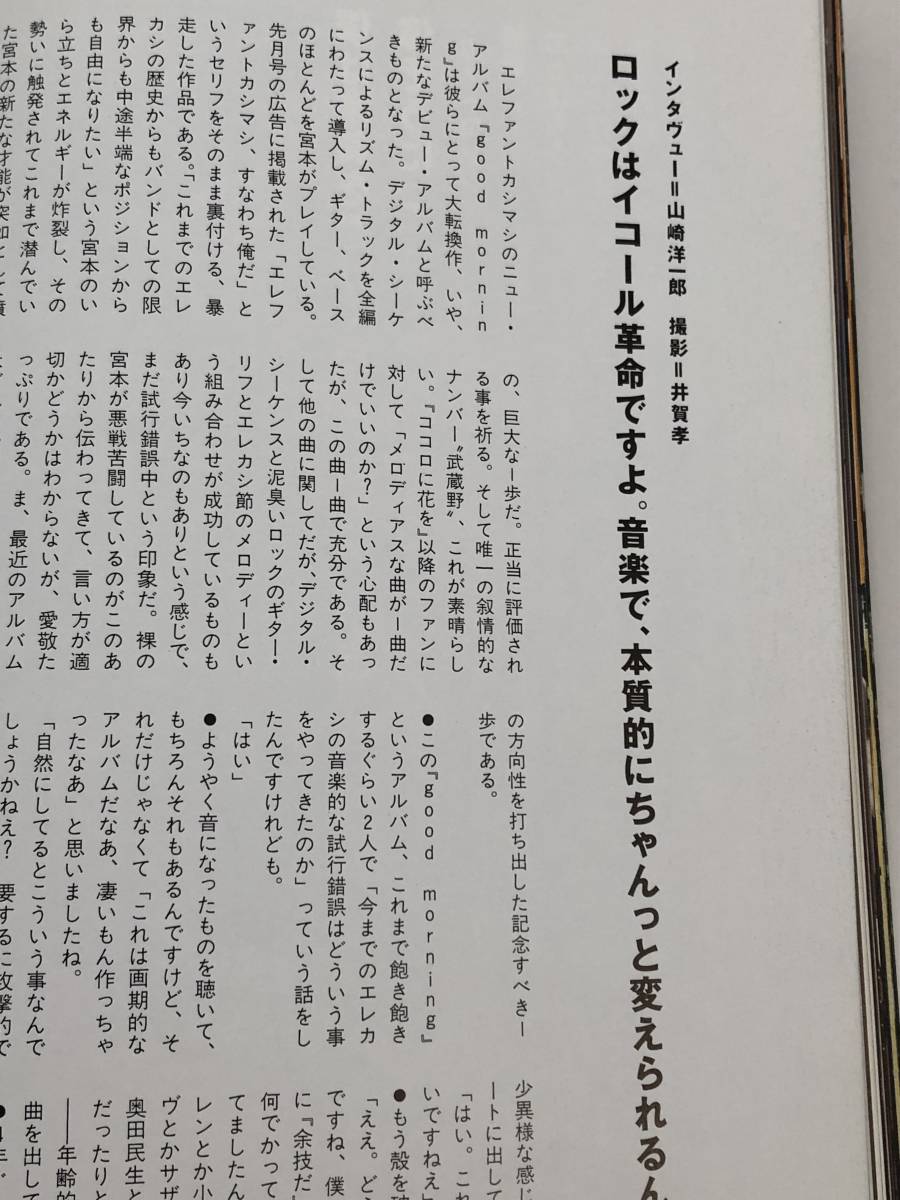 インタヴュー＝山崎洋一郎　撮影＝井賀孝
ロックはイコール革命ですよ。音楽で、本質的にちゃんっと変えられるん
エレファントカシマシのニュー・
アルバム『good mornin
g』は彼らにとって大転換作、いや、
新たなデビュー・アルバムと呼ぶべ
きものとなった。デジタル・シーケ
ンスによるリズム・トラックを全編
にわたって導入し、ギター、ベース
のほとんどを宮本がプレイしている。
先月号の広告に掲載された「エレフ
ァントカシマシ、すなわち俺だ」と
いうセリフをそのまま裏付ける、暴
走した作品である。「これまでのエレ
カシの歴史からもバンドとしての限
界からも中途半端なポジションから
も自由になりたい」という宮本のい
ら立ちとエネルギーが炸裂し、その
勢いに触発されてこれまで潜んでい
た宮本の新たな才能が突如として
の、巨大な一歩だ。正当に評価され
る事を祈る。そして唯一の叙情的な
ナンバー〝武蔵野〟、これが素晴らし
い。『ココロに花を』以降のファンに
対して「メロディアスな曲が一曲だ
けでいいのか？」という心配もあっ
たが、この曲一曲で充分である。そ
して他の曲に関してだが、デジタル・
シーケンスと泥臭いロックのギター・
リフとエレカシ節のメロディーとい
う組み合わせが成功しているものも
あり今いちなのもありという感じで、
まだ試行錯誤中という印象だ。裸の
宮本が悪戦苦闘しているのがこのあ
たりから伝わってきて、言い方が適
切かどうかはわからないが、愛敬た
っぷりである。ま、最近のアルバム
の方向性を打ち出した記念すべき一
歩である。
●この『good morning』
というアルバム、これまで飽き飽き
するぐらい2人で「今までのエレカ
シの音楽的な試行錯誤はどういう事
をやってきたのか」っていう話をし
たんですけれども。
「はい」
●ようやく音になったものを聴いて、
もちろんそれもあるんですけど、そ
れだけじゃなくて「これは画期的な
アルバムだなあ、凄いもん作っちゃ
ったなあ」と思いましたね。
「自然にしてるとこういう事なんで
しょうかねえ？　要するに攻撃的で
少異様な感じ
ートに出して
「はい。これ
いですねえ」
●もう殻を
「ええ。ど
ですね、僕
に『余技だ
何でかって
てましたん
レンとか小
ヴとかサザ
奥田民生と
だったりと
――年齢的
曲を出して